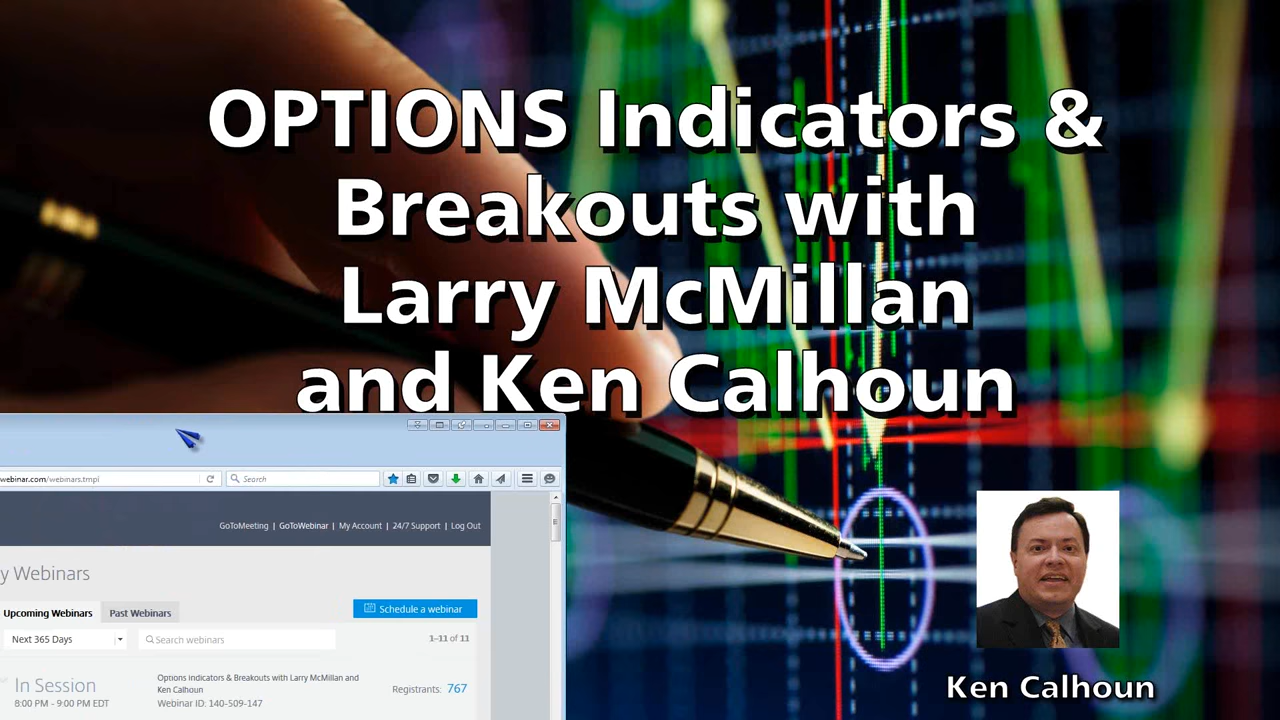 OPTIONS Indicators &
Breakouts with
Larry McMillan
and Ken Calhoun
webinar.com/webinars.tmpl
Search
GoToMeeting | GoToWebinar | My Account | 24/7 Support | Log Out
y Webinars
Upcoming Webinars Past Webinars
Schedule a webinar
Next 365 Days
Search webinars
1–11 of 11
In Session
8:00 PM - 9:00 PM EDT
Options Indicators & Breakouts with Larry McMillan and
Ken Calhoun
Webinar ID: 140-509-147
Registrants: 767
Ken Calhoun